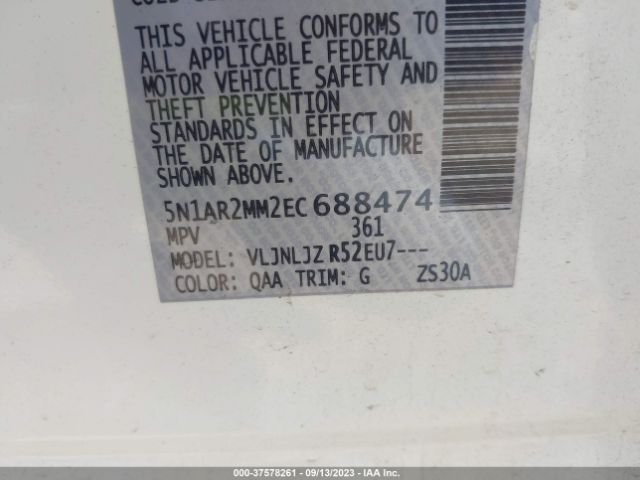 THIS VEHICLE CONFORMS TO
ALL APPLICABLE FEDERAL
MOTOR VEHICLE SAFETY AND
THEFT PREVENTION
STANDARDS IN EFFECT ON
THE DATE OF MANUFACTURE
SHOWN ABOVE.
5N1AR2MM2EC688474
MPV 361
MODEL: VLJNLJZ R52EU7---
COLOR: QAA TRIM: G ZS30A
000-37578261 - 09/13/2023 - IAA Inc.